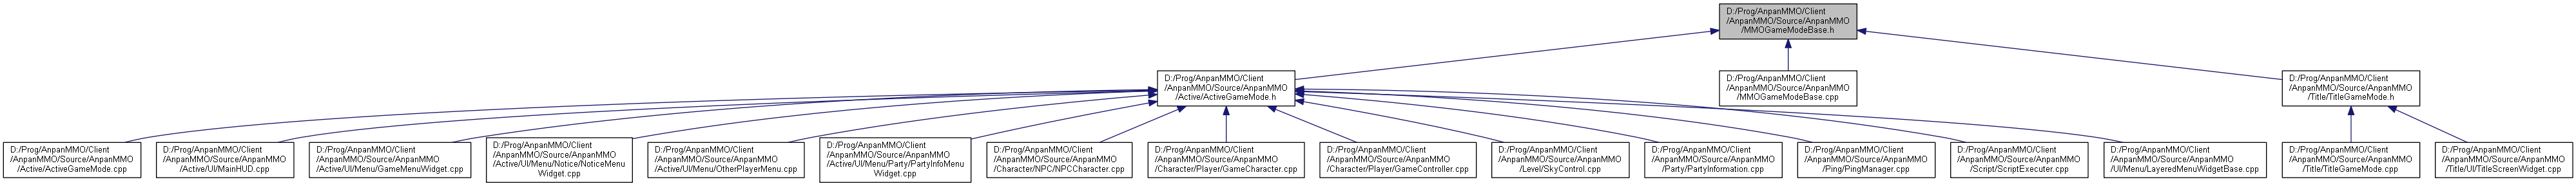 D:/Prog/AnpanMMO/Client
/AnpanMMO/Source/AnpanMMO
/MMOGameModeBase.h
D:/Prog/AnpanMMO/Client
/AnpanMMO/Source/AnpanMMO
/Active/ActiveGameMode.h
D:/Prog/AnpanMMO/Client
/AnpanMMO/Source/AnpanMMO
/MMOGameModeBase.cpp
D:/Prog/AnpanMMO/Client
/AnpanMMO/Source/AnpanMMO
/Title/TitleGameMode.h
D:/Prog/AnpanMMO/Client
/AnpanMMO/Source/AnpanMMO
/Active/ActiveGameMode.cpp
D:/Prog/AnpanMMO/Client
/AnpanMMO/Source/AnpanMMO
/Active/UI/MainHUD.cpp
D:/Prog/AnpanMMO/Client
/AnpanMMO/Source/AnpanMMO
/Active/UI/Menu/GameMenuWidget.cpp
D:/Prog/AnpanMMO/Client
/AnpanMMO/Source/AnpanMMO
/Active/UI/Menu/Notice/NoticeMenu
Widget.cpp
D:/Prog/AnpanMMO/Client
/AnpanMMO/Source/AnpanMMO
/Active/UI/Menu/OtherPlayerMenu.cpp
D:/Prog/AnpanMMO/Client
/AnpanMMO/Source/AnpanMMO
/Active/UI/Menu/Party/PartyInfoMenu
Widget.cpp
D:/Prog/AnpanMMO/Client
/AnpanMMO/Source/AnpanMMO
/Character/NPC/NPCCharacter.cpp
D:/Prog/AnpanMMO/Client
/AnpanMMO/Source/AnpanMMO
/Character/Player/GameCharacter.cpp
D:/Prog/AnpanMMO/Client
/AnpanMMO/Source/AnpanMMO
/Character/Player/GameController.cpp
D:/Prog/AnpanMMO/Client
/AnpanMMO/Source/AnpanMMO
/Level/SkyControl.cpp
D:/Prog/AnpanMMO/Client
/AnpanMMO/Source/AnpanMMO
/Party/PartyInformation.cpp
D:/Prog/AnpanMMO/Client
/AnpanMMO/Source/AnpanMMO
/Ping/PingManager.cpp
D:/Prog/AnpanMMO/Client
/AnpanMMO/Source/AnpanMMO
/Script/ScriptExecuter.cpp
D:/Prog/AnpanMMO/Client
/AnpanMMO/Source/AnpanMMO
/UI/Menu/LayeredMenuWidgetBase.cpp
D:/Prog/AnpanMMO/Client
/AnpanMMO/Source/AnpanMMO
/Title/TitleGameMode.cpp
D:/Prog/AnpanMMO/Client
/AnpanMMO/Source/AnpanMMO
/Title/UI/TitleScreenWidget.cpp